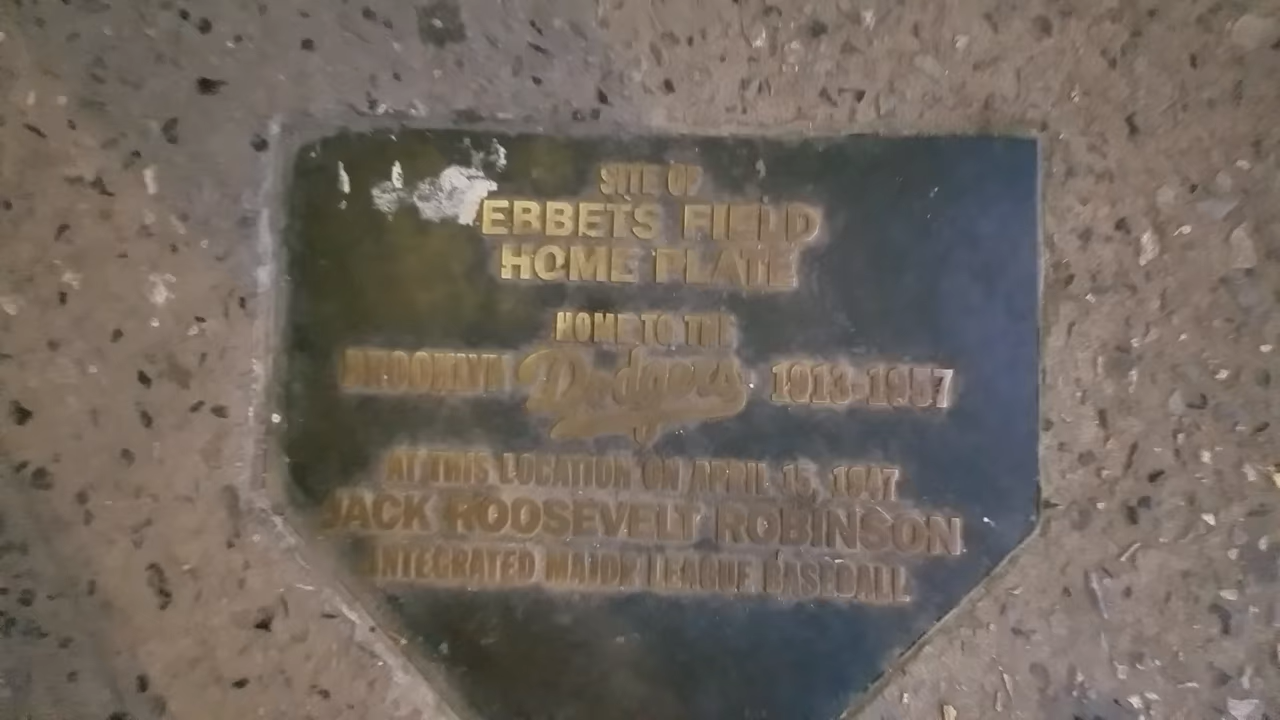 SITE OF
EBBETS FIELD
HOME PLATE
HOME TO THE
BROOKLYN Dodgers 1913-1957
AT THIS LOCATION ON APRIL 15, 1947
JACK ROOSEVELT ROBINSON
INTEGRATED MAJOR LEAGUE BASEBALL